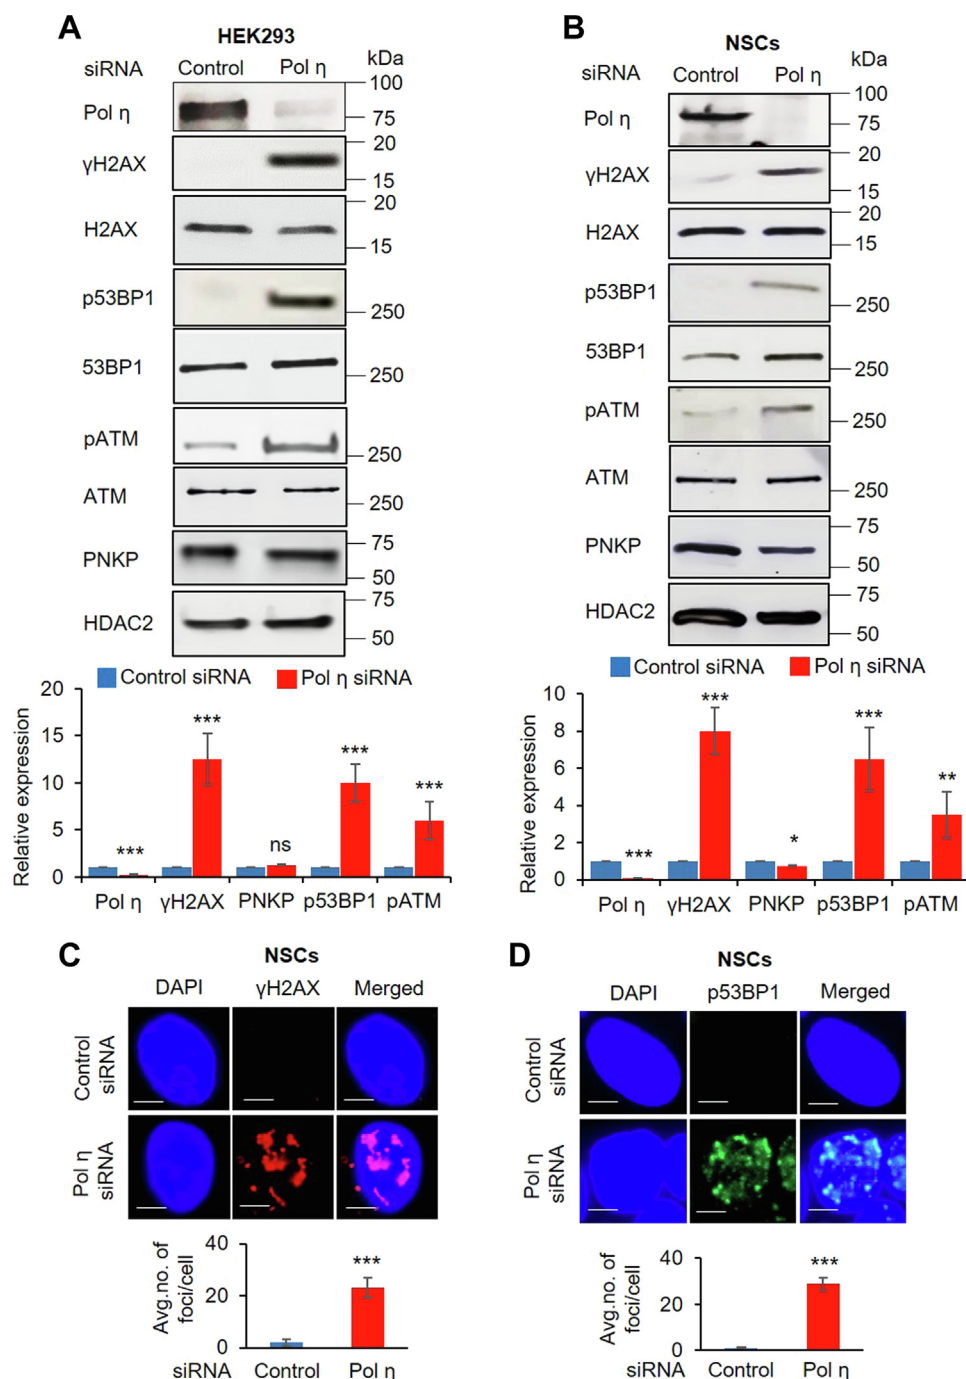 A
HEK293
siRNA Control Pol η kDa
Pol η
100
75
γH2AX
20
15
H2AX
20
15
p53BP1
250
53BP1
250
pATM
250
ATM
250
PNKP
75
50
HDAC2
75
50
Control siRNA Pol η siRNA
Relative expression
20
15
10
5
0
***
***
ns
***
***
Pol η γH2AX PNKP p53BP1 pATM
B
NSCs
siRNA Control Pol η kDa
Pol η
100
75
γH2AX
20
15
H2AX
20
15
p53BP1
250
53BP1
250
pATM
250
ATM
250
PNKP
75
50
HDAC2
75
50
Control siRNA Pol η siRNA
Relative expression
10
8
6
4
2
0
***
***
*
***
**
Pol η γH2AX PNKP p53BP1 pATM
C
NSCs
DAPI γH2AX Merged
Control
siRNA
Pol η
siRNA
Avg.no. of
foci/cell
40
20
0
***
siRNA Control Pol η
D
NSCs
DAPI p53BP1 Merged
Control
siRNA
Pol η
siRNA
Avg.no. of
foci/cell
40
20
0
***
siRNA Control Pol η